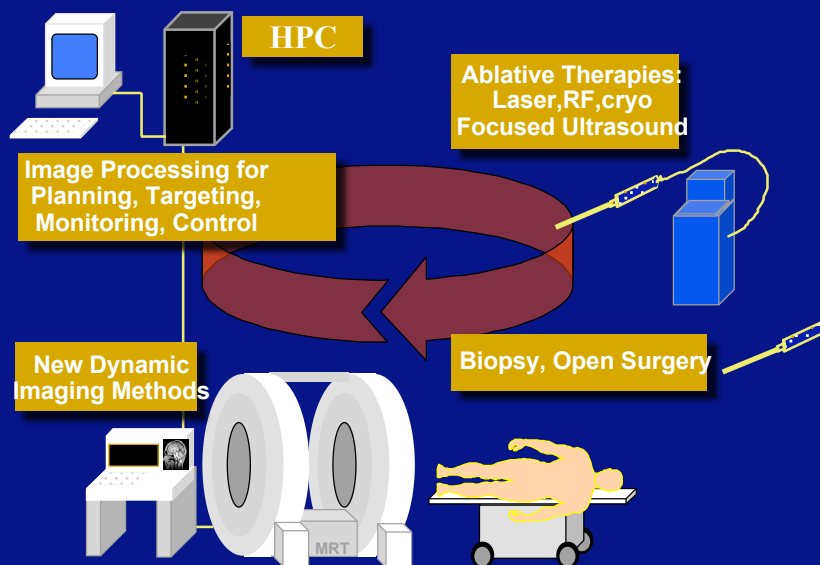 HPC
Ablative Therapies:
Laser,RF,cryo
Focused Ultrasound
Image Processing for
Planning, Targeting,
Monitoring, Control
New Dynamic
Imaging Methods
Biopsy, Open Surgery
MRT